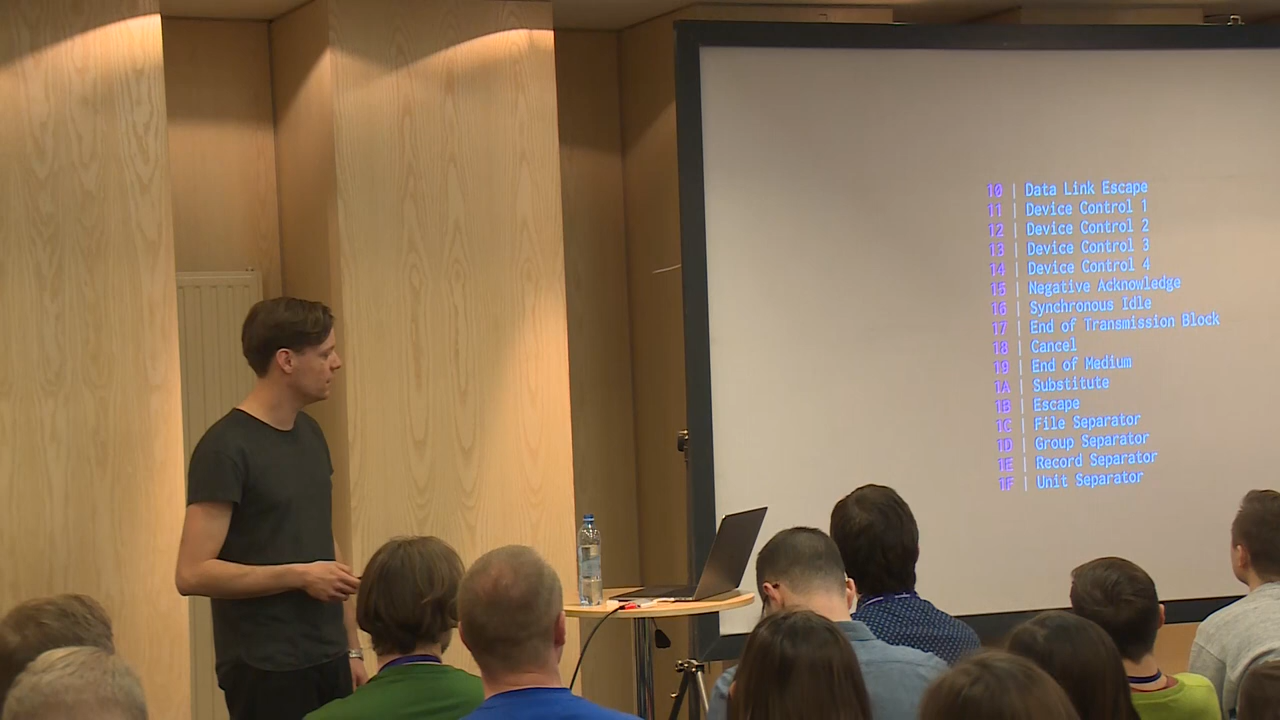 10 | Data Link Escape
11 | Device Control 1
12 | Device Control 2
13 | Device Control 3
14 | Device Control 4
15 | Negative Acknowledge
16 | Synchronous Idle
17 | End of Transmission Block
18 | Cancel
19 | End of Medium
1A | Substitute
1B | Escape
1C | File Separator
1D | Group Separator
1E | Record Separator
1F | Unit Separator